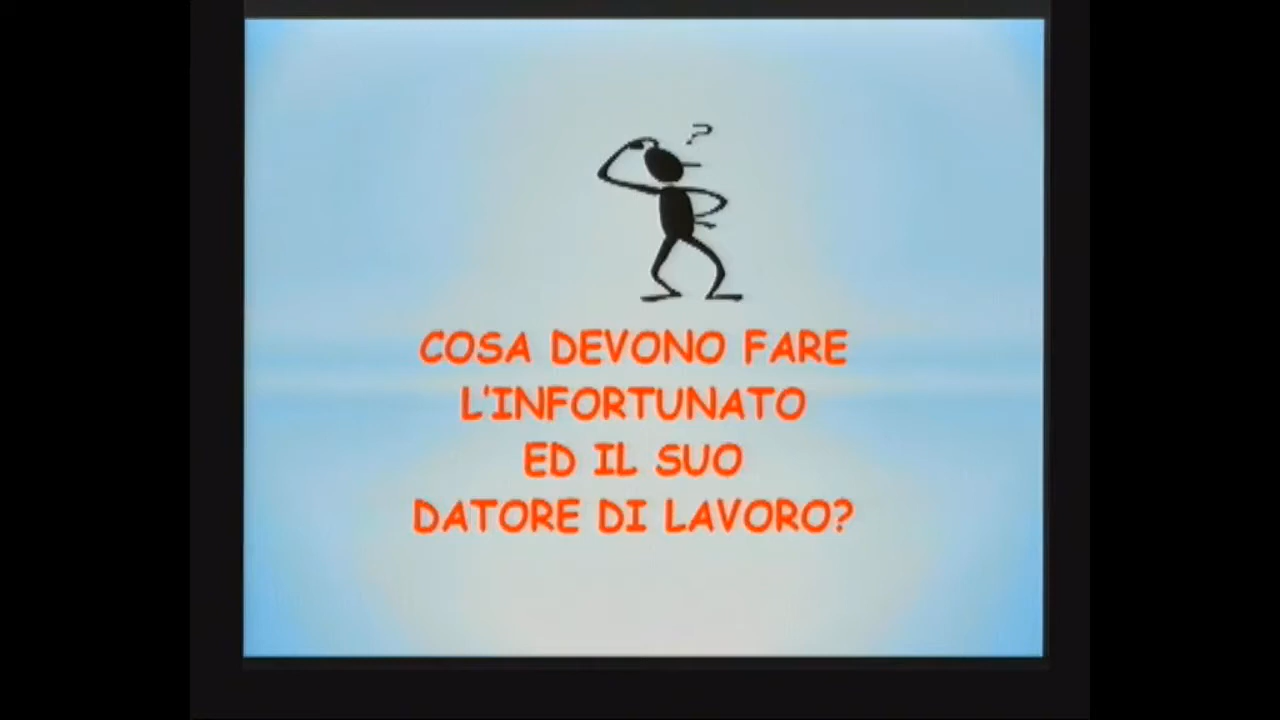 ?
COSA DEVONO FARE
L'INFORTUNATO
ED IL SUO
DATORE DI LAVORO?